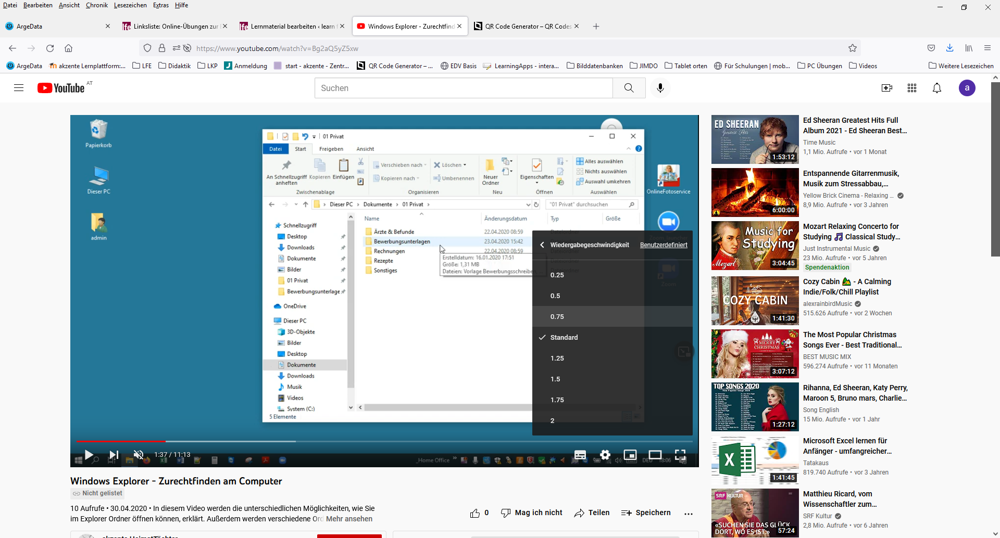 Datei Bearbeiten Ansicht Chronik Lesezeichen Extras Hilfe
ArgeData
Linksliste: Online-Übungen zur
Lernmaterial bearbeiten ‹ learn f
Windows Explorer - Zurechtfind
QR Code Generator – QR Codes
https://www.youtube.com/watch?v=Bg2aQ5yZ5xw
ArgeData
akzente Lernplattform:...
LFE
Didaktik
LKP
Anmeldung
start - akzente - Zentr...
QR Code Generator – ...
EDV Basis
LearningApps - intera...
Bilddatenbanken
JIMDO
Tablet orten
Für Schulungen | mob...
PC Übungen
Videos
Weitere Lesezeichen
YouTube AT
Suchen
a
Papierkorb
Dieser PC
admin
01 Privat
Datei Start Freigeben Ansicht
An Schnellzugriff anheften
Kopieren
Einfügen
Zwischenablage
Verschieben nach
Kopieren nach
Löschen
Umbenennen
Organisieren
Neuer Ordner
Neu
Eigenschaften
Öffnen
Alles auswählen
Nichts auswählen
Auswahl umkehren
Auswählen
Dieser PC › Dokumente › 01 Privat ›
"01 Privat" durchsuchen
Name Änderungsdatum Typ Größe
Ärzte & Befunde 22.04.2020 08:59
Bewerbungsunterlagen 23.04.2020 15:42
Rechnungen 22.04.2020 08:59
Rezepte
Sonstiges
Erstelldatum: 16.01.2020 17:51
Größe: 1,31 MB
Dateien: Vorlage Bewerbungsschreiben,
Schnellzugriff
Desktop
Downloads
Dokumente
Bilder
01 Privat
Bewerbungsunterlage
OneDrive
Dieser PC
3D-Objekte
Bilder
Desktop
Dokumente
Downloads
Musik
Videos
System (C:)
5 Elemente
OnlineFotoservice
Zoom
Wiedergabegeschwindigkeit Benutzerdefiniert
0.25
0.5
0.75
Standard
1.25
1.5
1.75
2
1:37 / 11:13
Home Office
18:06
Windows Explorer - Zurechtfinden am Computer
Nicht gelistet
10 Aufrufe • 30.04.2020 • In diesem Video werden die unterschiedlichen Möglichkeiten, wie Sie
im Explorer Ordner öffnen können, erklärt. Außerdem werden verschiedene Ord Mehr ansehen
0 Mag ich nicht Teilen Speichern ...
ED SHEERAN
Greatest Hits
1:53:12
Ed Sheeran Greatest Hits Full
Album 2021 - Ed Sheeran Best...
Time Music
1,1 Mio. Aufrufe • vor 1 Monat
6:00:00
Entspannende Gitarrenmusik,
Musik zum Stressabbau,...
Yellow Brick Cinema - Relaxing ...
8,9 Mio. Aufrufe • vor 3 Jahren
Music for
Studying
Mozart
3:04:45
Mozart Relaxing Concerto for
Studying 🎵 Classical Study...
Just Instrumental Music
23 Mio. Aufrufe • vor 5 Jahren
Spendenaktion
COZY CABIN
1:41:30
Cozy Cabin 🏕 - A Calming
Indie/Folk/Chill Playlist
alexrainbirdMusic
515.626 Aufrufe • vor 2 Wochen
MERRY
CHRISTMAS
3:07:12
The Most Popular Christmas
Songs Ever - Best Traditional...
BEST MUSIC MIX
596.274 Aufrufe • vor 11 Monaten
TOP SONGS 2020
1:27:12
Rihanna, Ed Sheeran, Katy Perry,
Maroon 5, Bruno mars, Charlie...
Song English
15 Mio. Aufrufe • vor 1 Jahr
X
1:41:45
Microsoft Excel lernen für
Anfänger - umfangreicher...
Tatakaus
819.740 Aufrufe • vor 3 Jahren
SRF KULTUR
«SUCHEN SIE DAS GLÜCK
DORT, WO ES IST.»
57:24
Matthieu Ricard, vom
Wissenschaftler zum...
SRF Kultur
2,8 Mio. Aufrufe • vor 6 Jahren